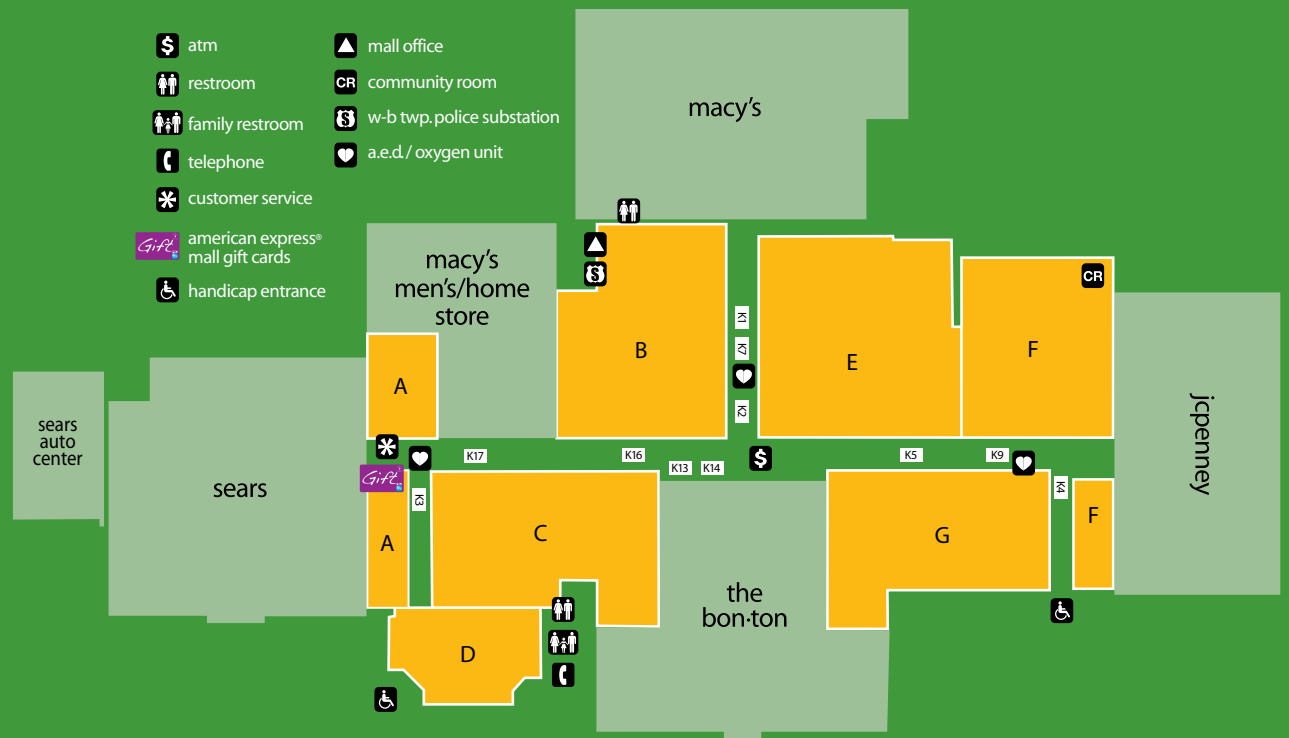 $ atm
restroom
family restroom
telephone
customer service
Gift american express®
mall gift cards
handicap entrance
mall office
CR community room
S w-b twp. police substation
a.e.d./ oxygen unit
macy's
macy's
men's/home
store
S
CR
K1
K7
K2
B
E
F
A
jcpenney
sears
auto
center
sears
Gift
K17
K16
K13
K14
$
K5
K9
K3
K4
A
C
G
F
the
bon·ton
D